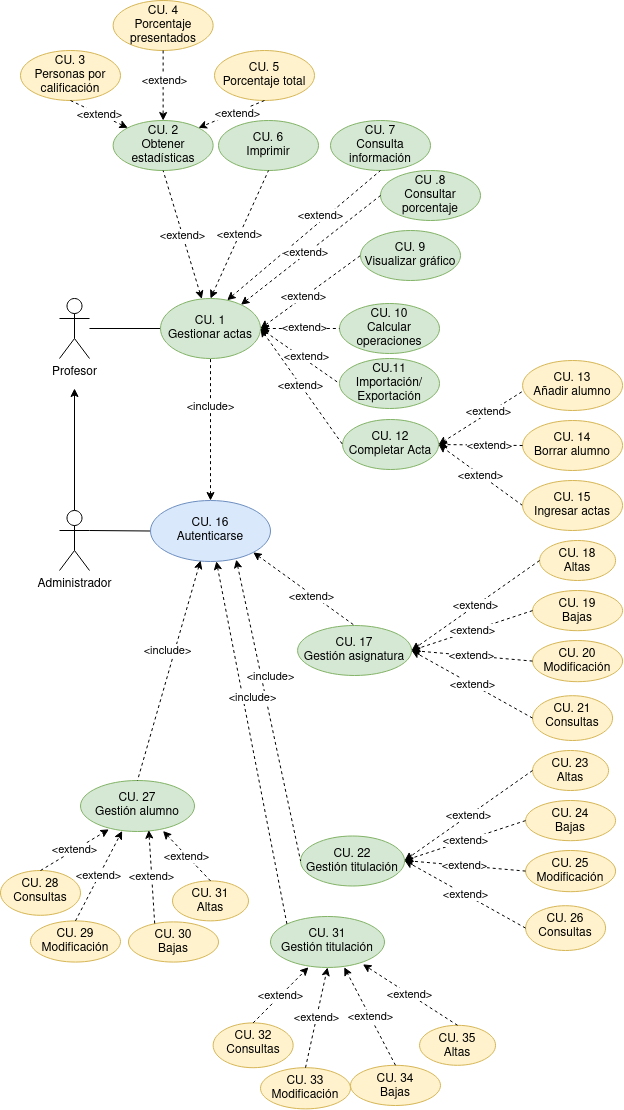 CU. 4
Porcentaje
presentados
CU. 3
Personas por
calificación
CU. 5
Porcentaje total
<extend>
<extend>
<extend>
CU. 2
Obtener
estadísticas
CU. 6
Imprimir
CU. 7
Consulta
información
CU .8
Consultar
porcentaje
<extend>
<extend>
<extend>
<extend>
CU. 9
Visualizar gráfico
<extend>
CU. 1
Gestionar actas
<extend>
CU. 10
Calcular
operaciones
<extend>
CU.11
Importación/
Exportación
<extend>
CU. 12
Completar Acta
Profesor
<include>
CU. 13
Añadir alumno
<extend>
CU. 14
Borrar alumno
<extend>
CU. 15
Ingresar actas
<extend>
CU. 16
Autenticarse
Administrador
<extend>
CU. 17
Gestión asignatura
CU. 18
Altas
<extend>
CU. 19
Bajas
<extend>
CU. 20
Modificación
<extend>
CU. 21
Consultas
<extend>
<include>
<include>
<include>
CU. 22
Gestión titulación
CU. 23
Altas
<extend>
CU. 24
Bajas
<extend>
CU. 25
Modificación
<extend>
CU. 26
Consultas
<extend>
CU. 27
Gestión alumno
<extend>
<extend>
<extend>
<extend>
CU. 28
Consultas
CU. 29
Modificación
CU. 30
Bajas
CU. 31
Altas
CU. 31
Gestión titulación
<extend>
<extend>
<extend>
<extend>
CU. 32
Consultas
CU. 33
Modificación
CU. 34
Bajas
CU. 35
Altas